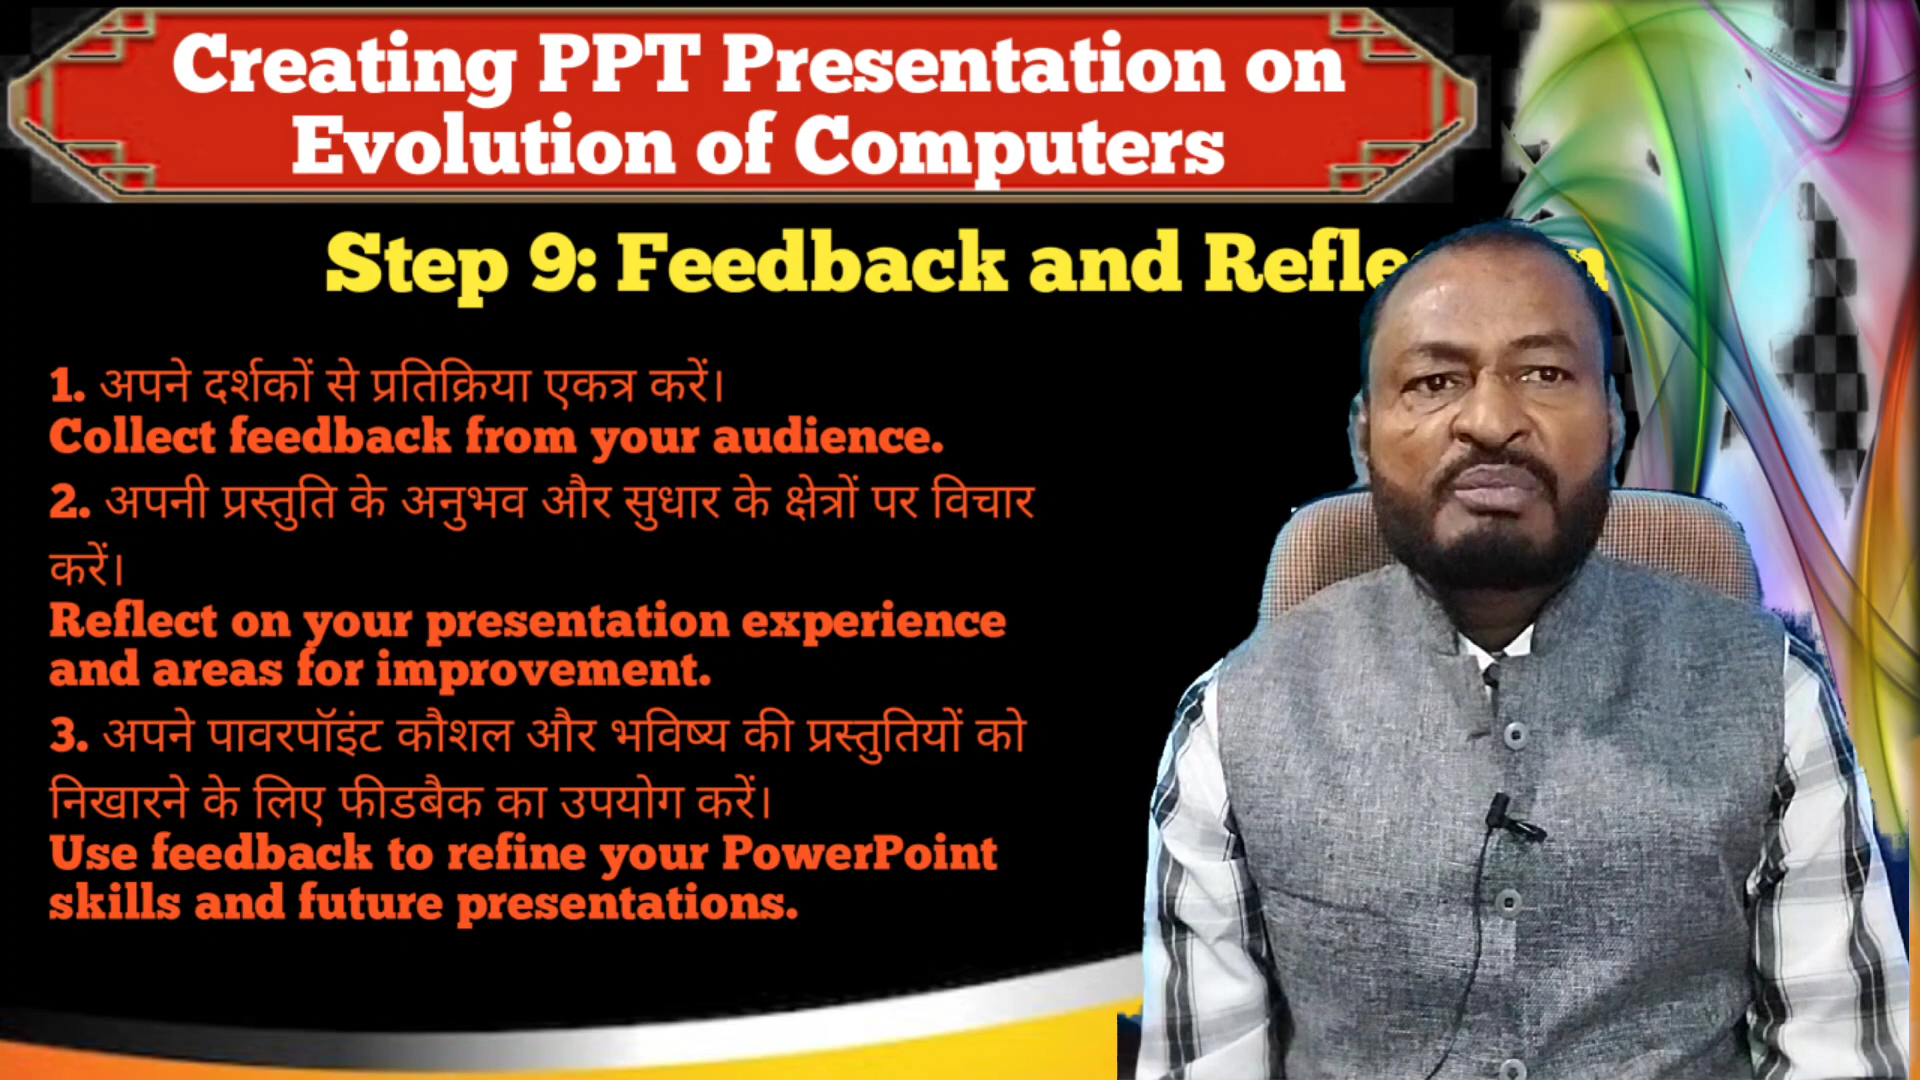 Creating PPT Presentation on
Evolution of Computers
Step 9: Feedback and
1. अपने दर्शकों से प्रतिक्रिया एकत्र करें।
Collect feedback from your audience.
2. अपनी प्रस्तुति के अनुभव और सुधार के क्षेत्रों पर विचार
करें।
Reflect on your presentation experience
and areas for improvement.
3. अपने पावरपॉइंट कौशल और भविष्य की प्रस्तुतियों को
निखारने के लिए फीडबैक का उपयोग करें।
Use feedback to refine your PowerPoint
skills and future presentations.